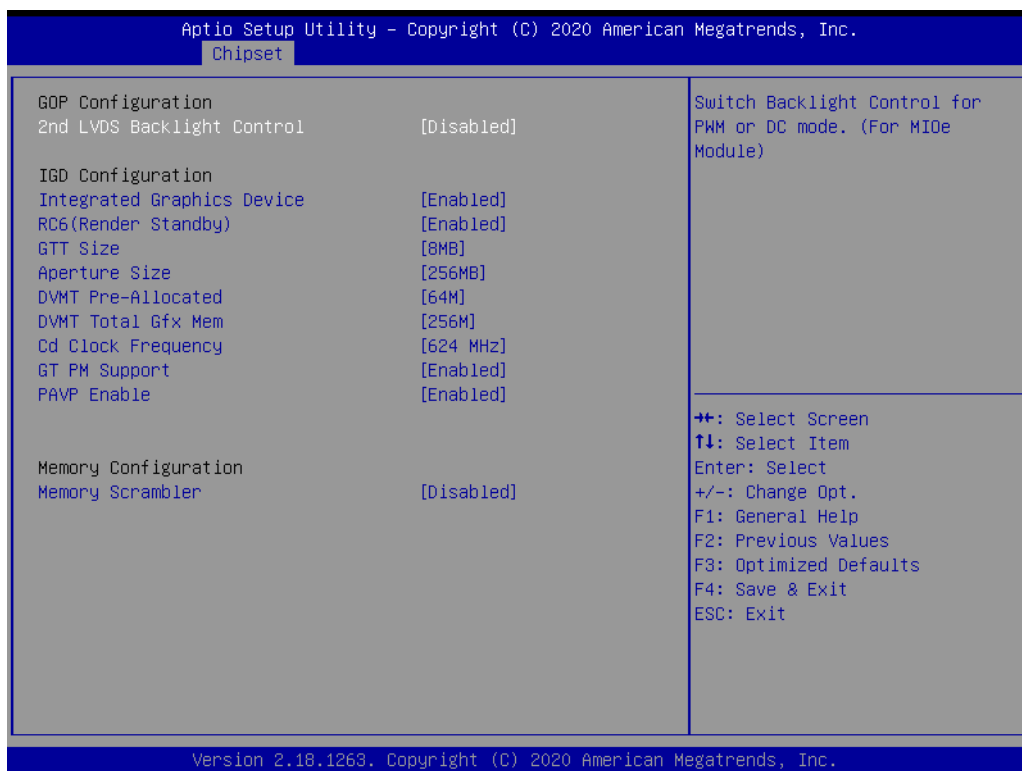 Aptio Setup Utility – Copyright (C) 2020 American Megatrends, Inc.
Chipset
GOP Configuration
2nd LVDS Backlight Control [Disabled]
IGD Configuration
Integrated Graphics Device [Enabled]
RC6(Render Standby) [Enabled]
GTT Size [8MB]
Aperture Size [256MB]
DVMT Pre-Allocated [64M]
DVMT Total Gfx Mem [256M]
Cd Clock Frequency [624 MHz]
GT PM Support [Enabled]
PAVP Enable [Enabled]
Memory Configuration
Memory Scrambler [Disabled]
Switch Backlight Control for
PWM or DC mode. (For MIOe
Module)
→←: Select Screen
↑↓: Select Item
Enter: Select
+/-: Change Opt.
F1: General Help
F2: Previous Values
F3: Optimized Defaults
F4: Save & Exit
ESC: Exit
Version 2.18.1263. Copyright (C) 2020 American Megatrends, Inc.